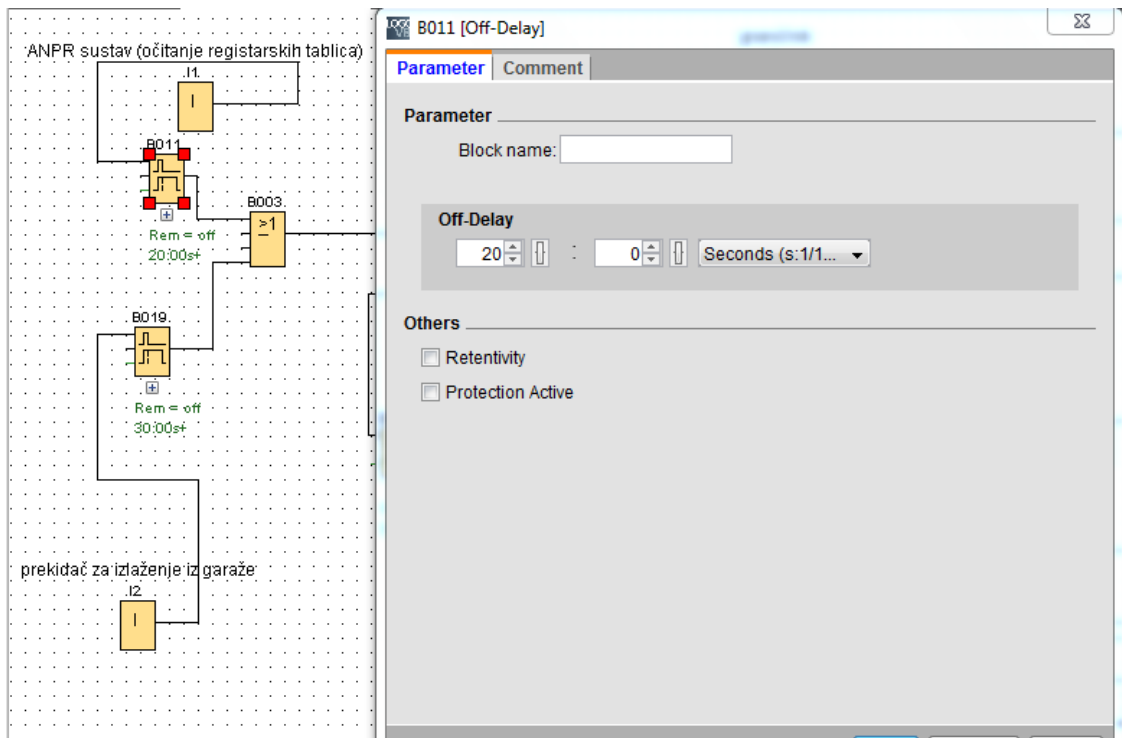 ANPR sustav (očitanje registarskih tablica)
I1
I
B011
Rem = off
20:00s+
B003
>1
B019
Rem = off
30:00s+
prekidač za izlaženje iz garaže
I2
I
B011 [Off-Delay]
Parameter
Comment
Parameter
Block name:
Off-Delay
20 : 0 Seconds (s:1/1...
Others
Retentivity
Protection Active